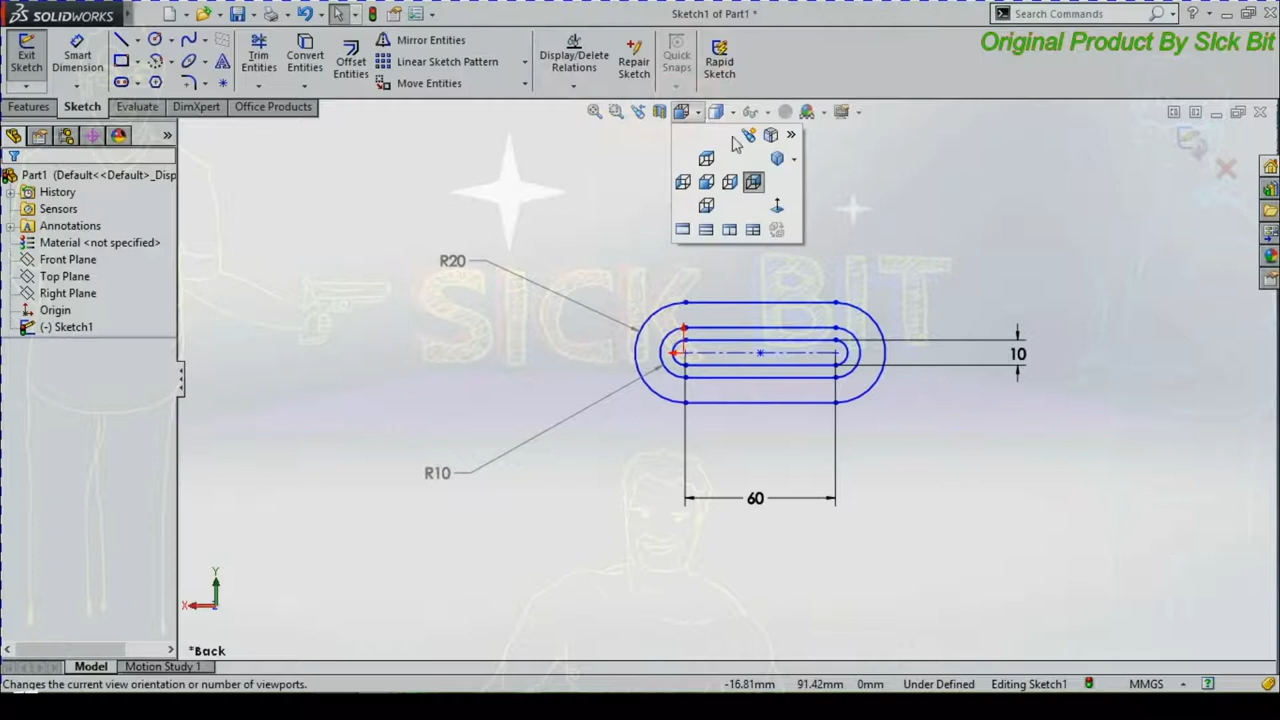 SOLIDWORKS
Sketch1 of Part1 *
Search Commands
Original Product By Sick Bit
Exit Sketch
Smart Dimension
Trim Entities
Convert Entities
Offset Entities
Mirror Entities
Linear Sketch Pattern
Move Entities
Display/Delete Relations
Repair Sketch
Quick Snaps
Rapid Sketch
Features
Sketch
Evaluate
DimXpert
Office Products
Part1 (Default<<Default>_Disp
History
Sensors
Annotations
Material <not specified>
Front Plane
Top Plane
Right Plane
Origin
(-) Sketch1
SICK BIT
R20
10
R10
60
Y
X
*Back
Model
Motion Study 1
Changes the current view orientation or number of viewports.
-16.81mm
91.42mm
0mm
Under Defined
Editing Sketch1
MMGS